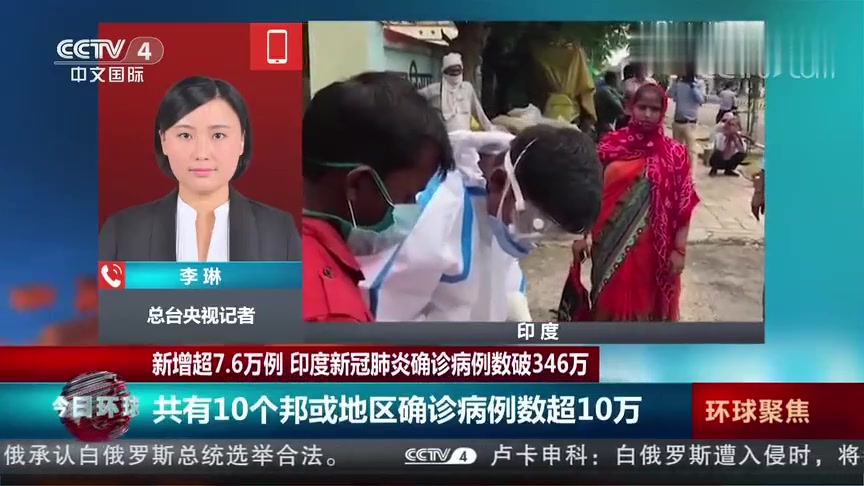 CCTV 4
中文国际
李琳
总台央视记者
印度
新增超7.6万例 印度新冠肺炎确诊病例数破346万
今日环球
共有10个邦或地区确诊病例数超10万
环球聚焦
俄承认白俄罗斯总统选举合法。 CCTV 4 卢卡申科：白俄罗斯遭入侵时，将